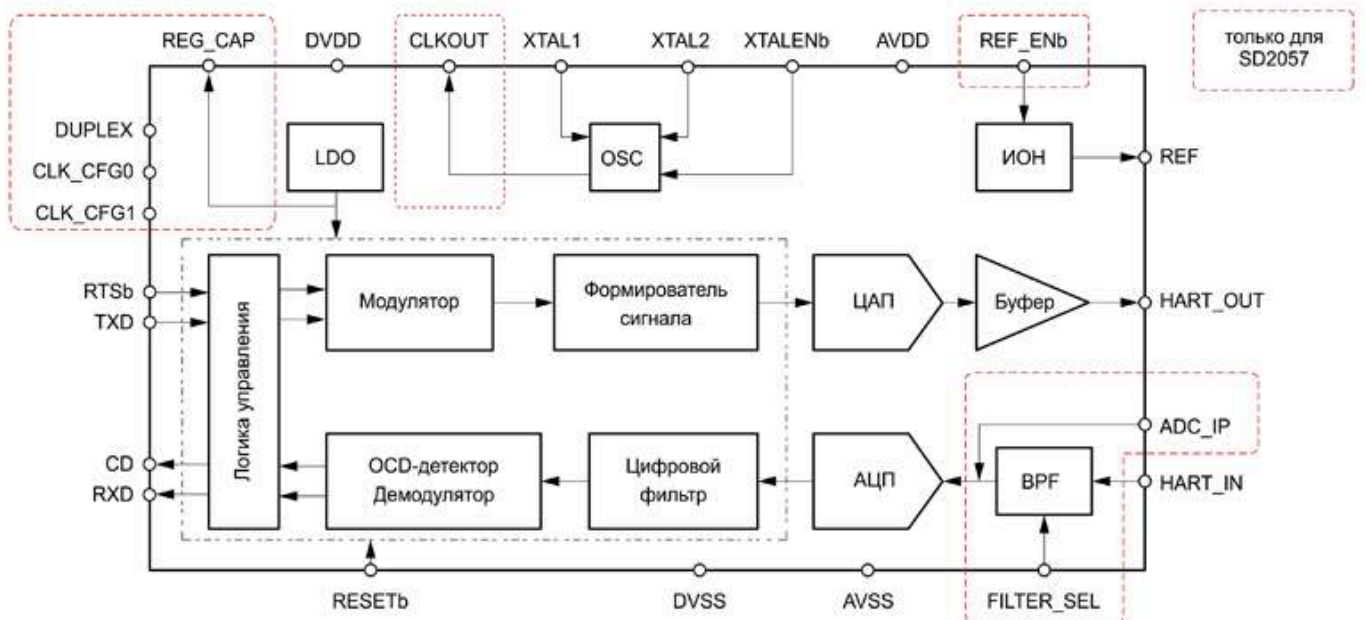 REG_CAP
DVDD
CLKOUT
XTAL1
XTAL2
XTALENb
AVDD
REF_ENb
только для
SD2057
DUPLEX
CLK_CFG0
CLK_CFG1
LDO
OSC
ИОН
REF
RTSb
TXD
Логика управления
Модулятор
Формирователь
сигнала
ЦАП
Буфер
HART_OUT
CD
RXD
OCD-детектор
Демодулятор
Цифровой
фильтр
АЦП
BPF
ADC_IP
HART_IN
RESETb
DVSS
AVSS
FILTER_SEL